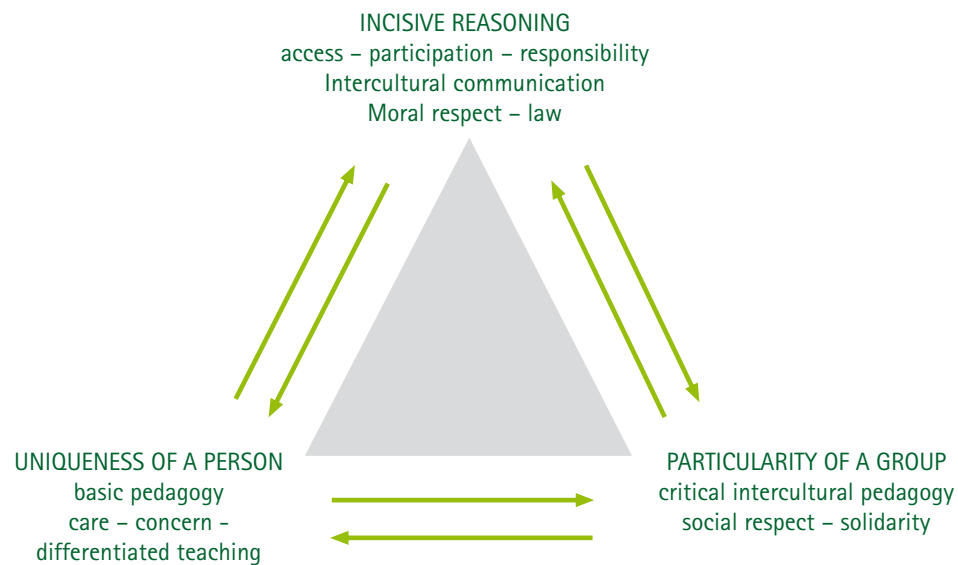 INCISIVE REASONING
access – participation – responsibility
Intercultural communication
Moral respect – law
UNIQUENESS OF A PERSON
basic pedagogy
care – concern -
differentiated teaching
PARTICULARITY OF A GROUP
critical intercultural pedagogy
social respect – solidarity